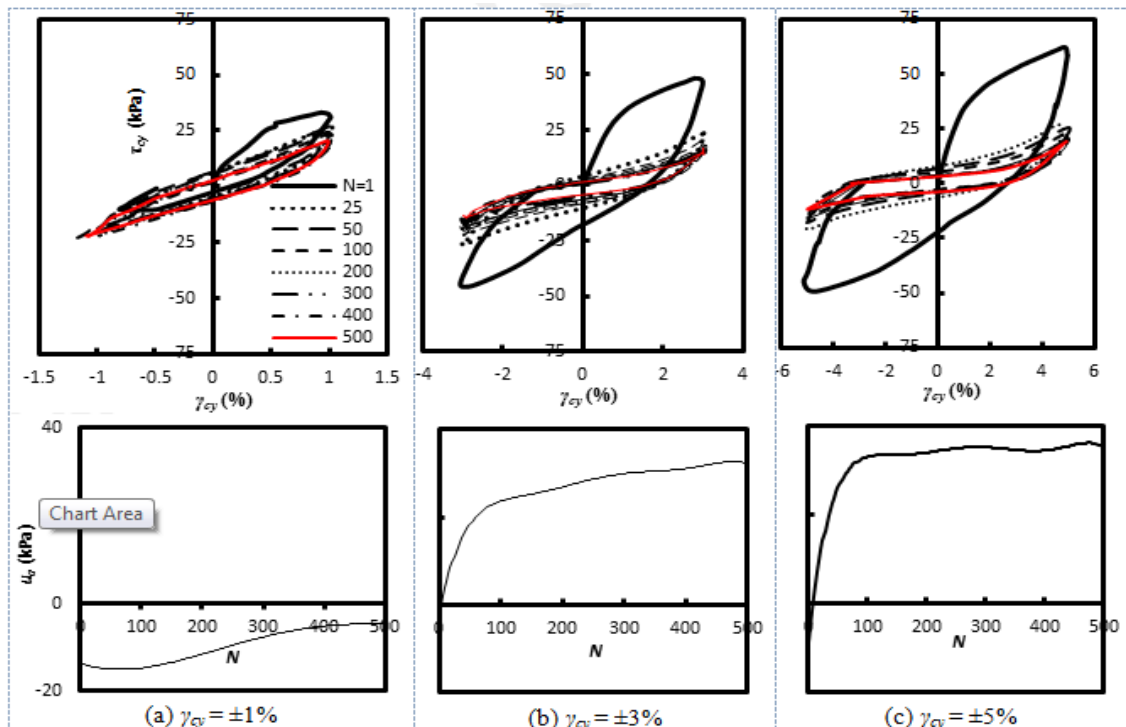 75
50
25
0
-25
-50
-75
τcy (kPa)
N=1
25
50
100
200
300
400
500
-1.5 -1 -0.5 0 0.5 1 1.5
γcy (%)
75
50
25
0
-25
-50
-75
-4 -2 0 2 4
γcy (%)
75
50
25
0
-25
-50
-75
-6 -4 -2 0 2 4 6
γcy (%)
40
Chart Area
(kPa)
0
-20
0 100 200 300 400 500
N
0 100 200 300 400 500
N
0 100 200 300 400 500
N
(a) γcy = ±1%
(b) γcy = ±3%
(c) γcy = ±5%